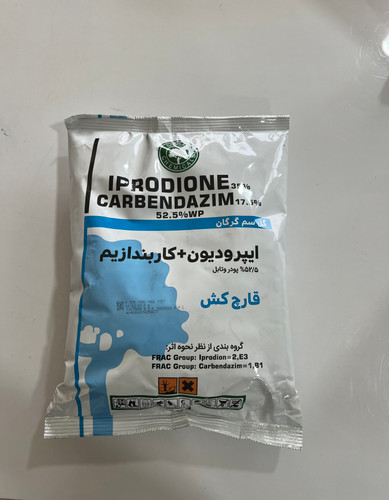 CHEMICAL
IPRODIONE 35%
CARBENDAZIM 17.5%
52.5%WP
سم گرگان
ایپرودیون+کاربندازیم
%۵۲/۵ پودر وتابل
قارچ کش
گروه بندی از نظر نحوه اثر:
FRAC Group: Iprodion=2,E3
FRAC Group: Carbendazim=1,B1